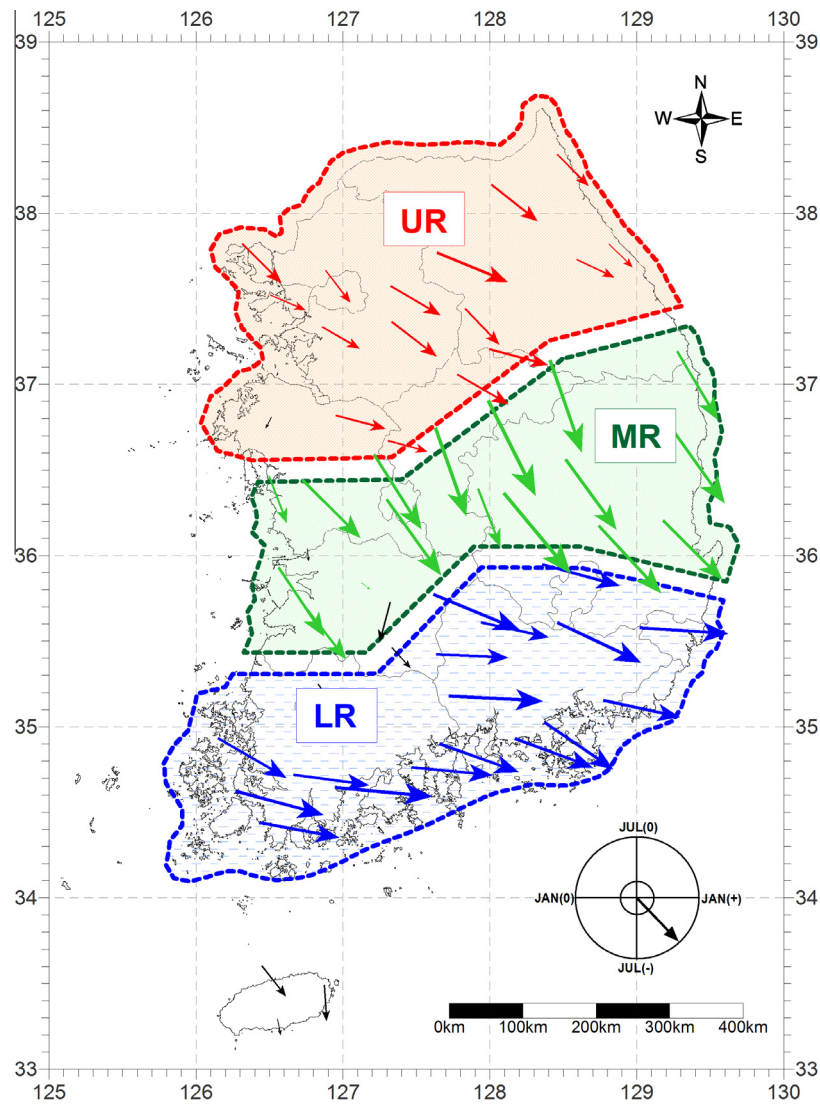 125 126 127 128 129 130
39 39
N
W E
S
38 38
UR
37 37
MR
36 36
35 35
LR
JUL(0)
34 34
JAN(0) JAN(+)
JUL(-)
0km 100km 200km 300km 400km
33 33
125 126 127 128 129 130